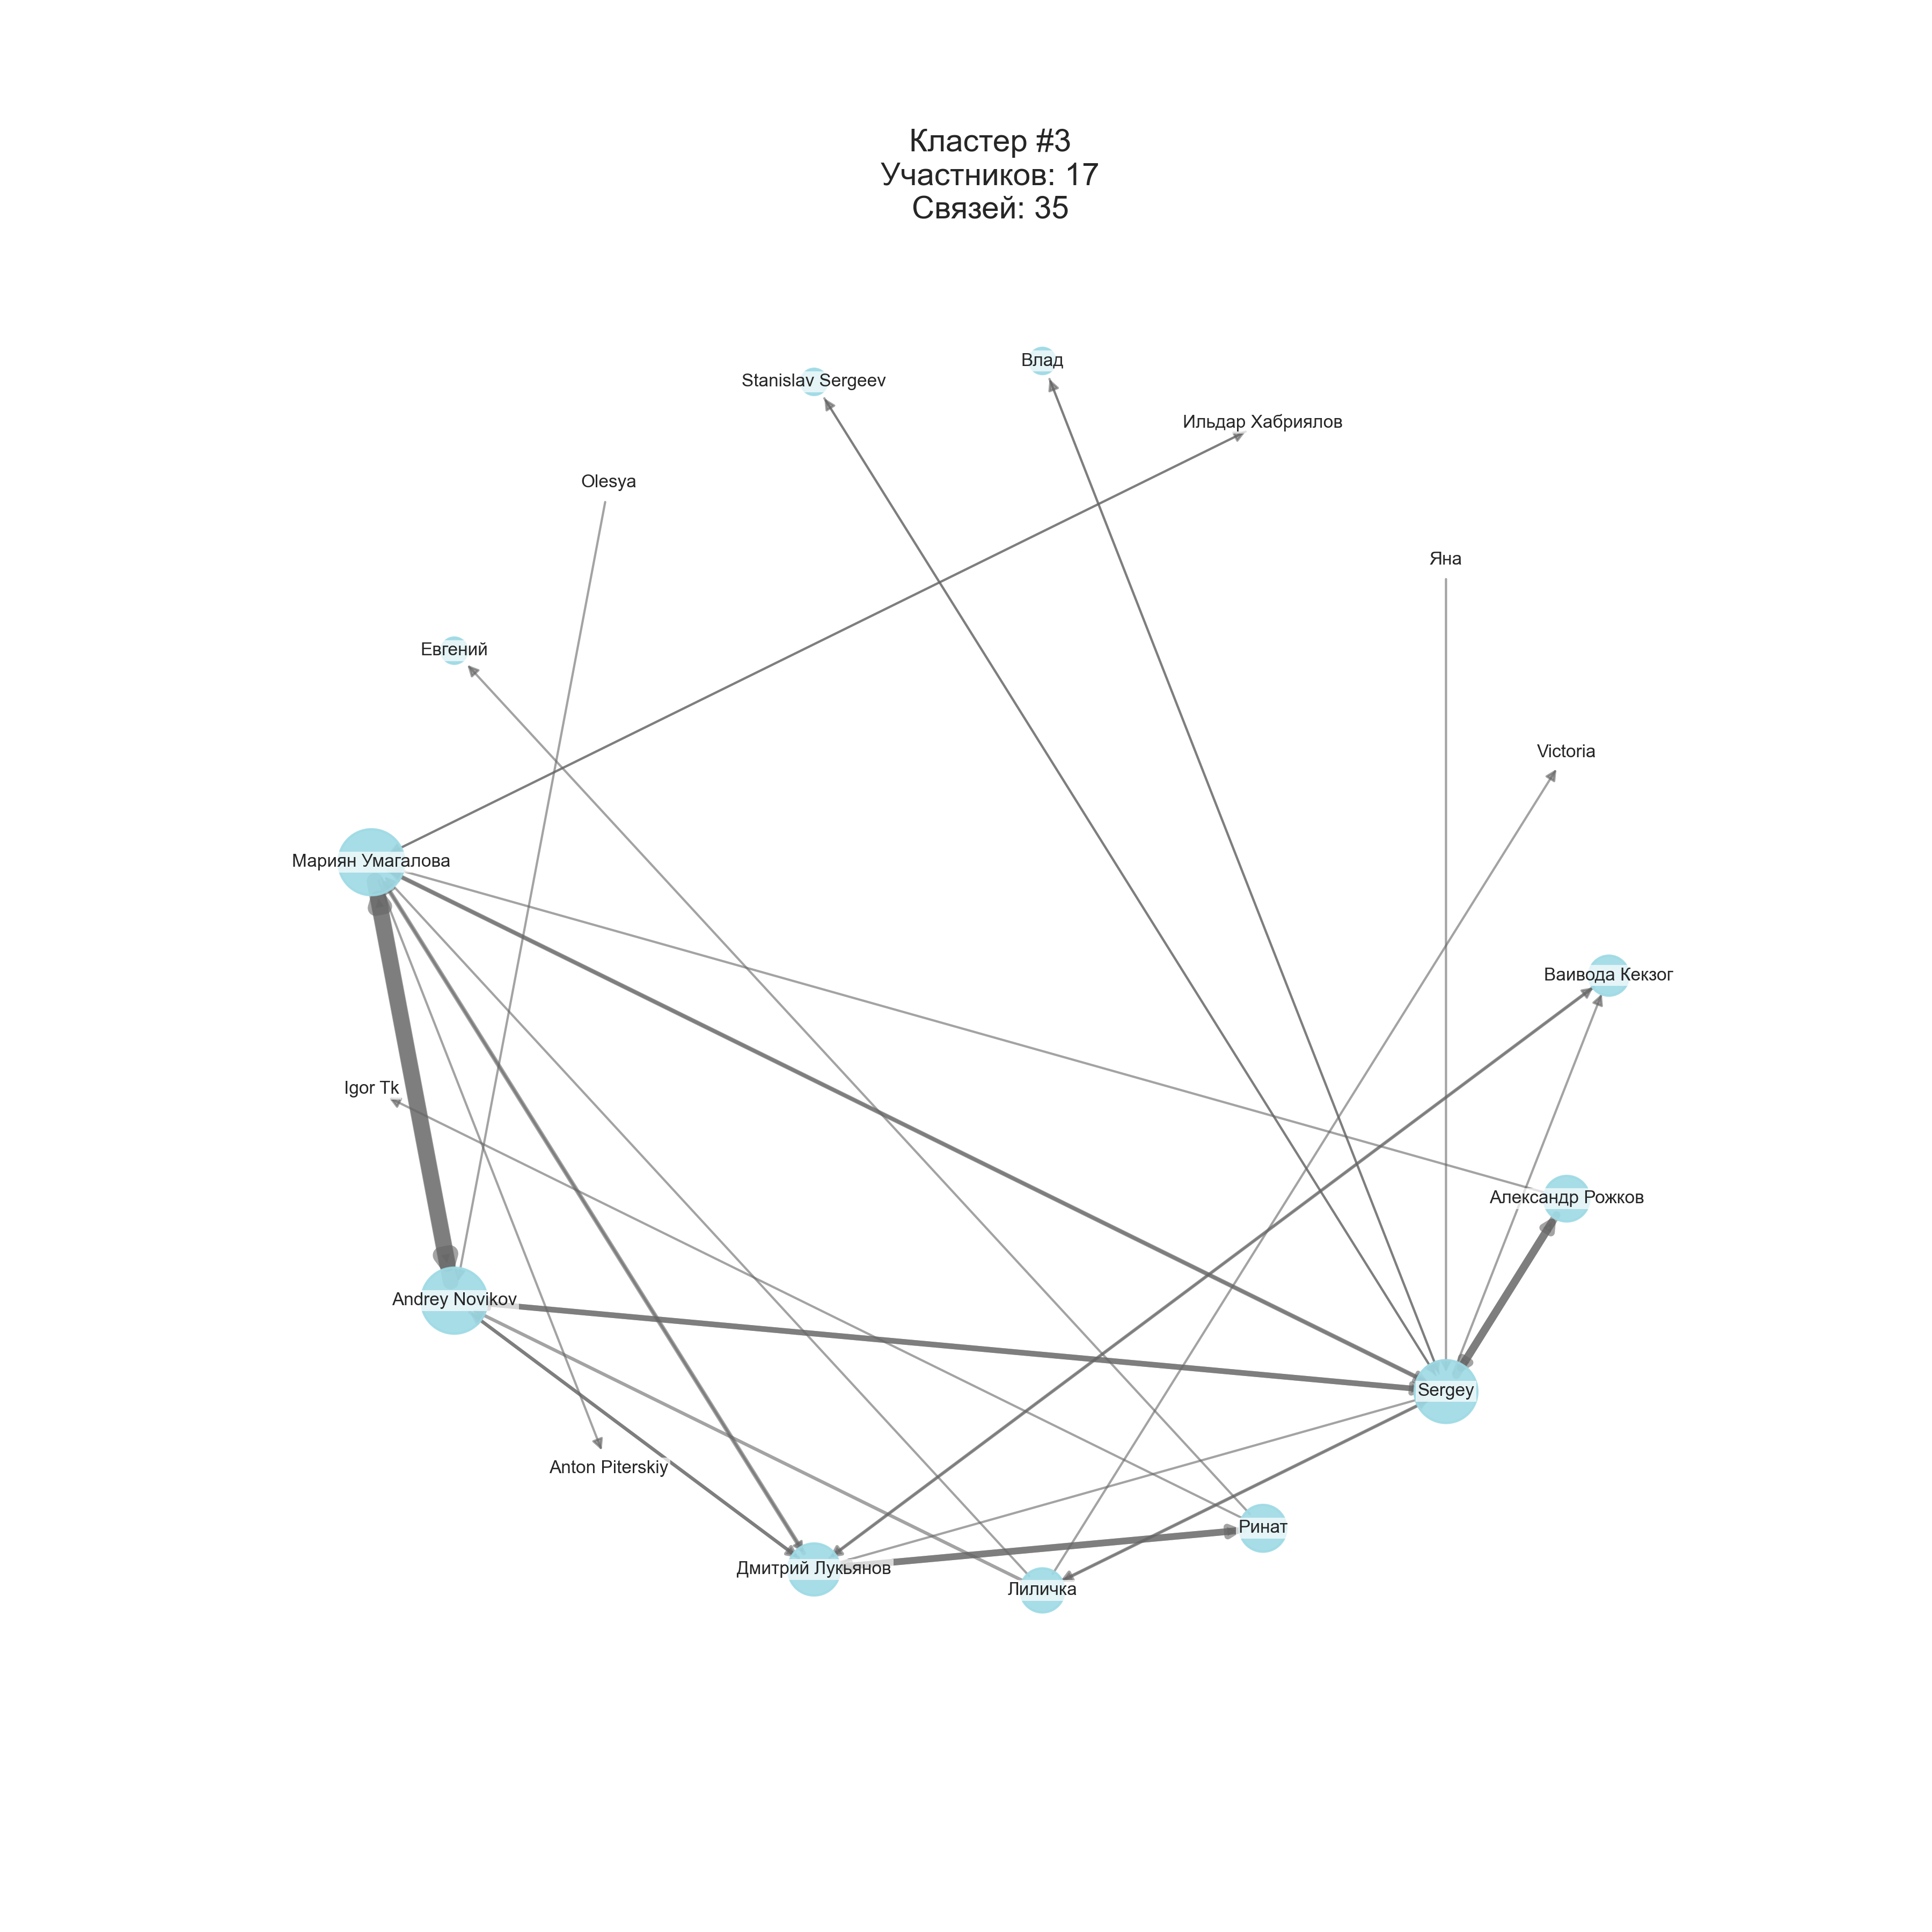 Кластер #3
Участников: 17
Связей: 35
Влад
Stanislav Sergeev
Ильдар Хабриялов
Olesya
Яна
Евгений
Victoria
Мариян Умагалова
Ваивода Кекзог
Igor Tk
Александр Рожков
Andrey Novikov
Sergey
Anton Piterskiy
Ринат
Дмитрий Лукьянов
Лиличка